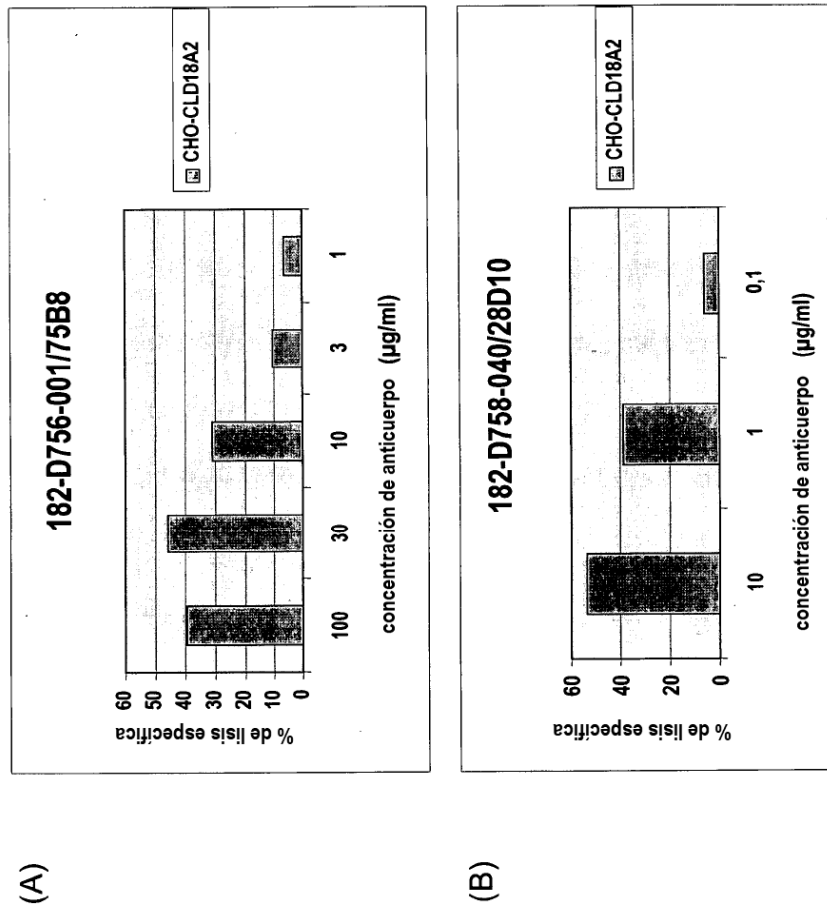 (A)
182-D756-001/75B8
% de lisis específica
60
50
40
30
20
10
0
100
30
10
3
1
concentración de anticuerpo (µg/ml)
CHO-CLD18A2
(B)
182-D758-040/28D10
% de lisis específica
60
40
20
0
10
1
0,1
concentración de anticuerpo (µg/ml)
CHO-CLD18A2